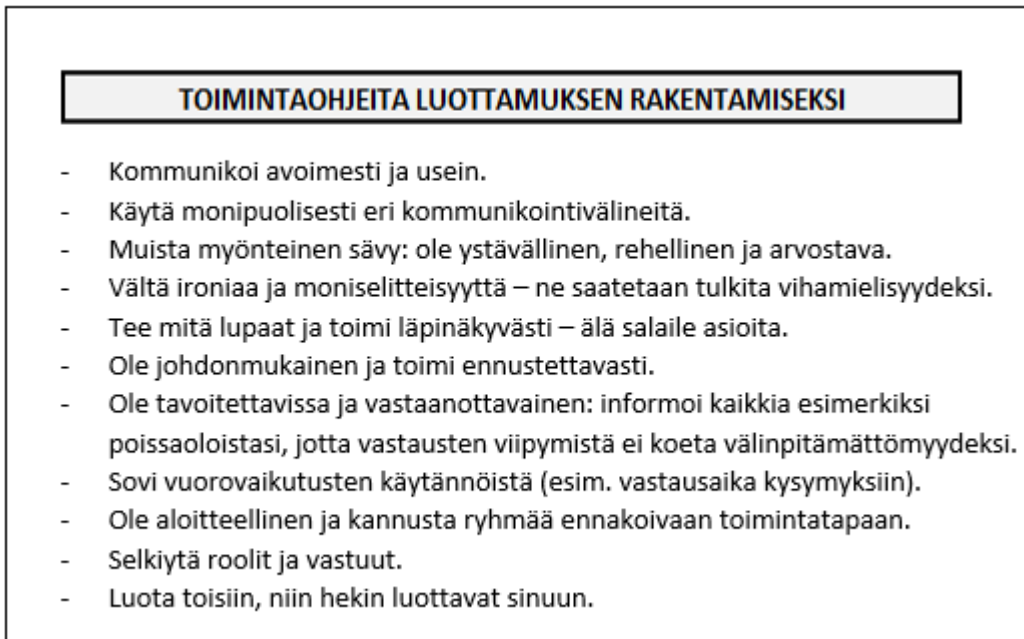 TOIMINTAOHJEITA LUOTTAMUKSEN RAKENTAMISEKSI
- Kommunikoi avoimesti ja usein.
- Käytä monipuolisesti eri kommunikointivälineitä.
- Muista myönteinen sävy: ole ystävällinen, rehellinen ja arvostava.
- Vältä ironiaa ja moniselitteisyyttä – ne saatetaan tulkita vihamielisyydeksi.
- Tee mitä lupaat ja toimi läpinäkyvästi – älä salaile asioita.
- Ole johdonmukainen ja toimi ennustettavasti.
- Ole tavoitettavissa ja vastaanottavainen: informoi kaikkia esimerkiksi
poissaoloistasi, jotta vastausten viipymistä ei koeta välinpitämättömyydeksi.
- Sovi vuorovaikutusten käytännöistä (esim. vastausaika kysymyksiin).
- Ole aloitteellinen ja kannusta ryhmää ennakoivaan toimintatapaan.
- Selkiytä roolit ja vastuut.
- Luota toisiin, niin hekin luottavat sinuun.